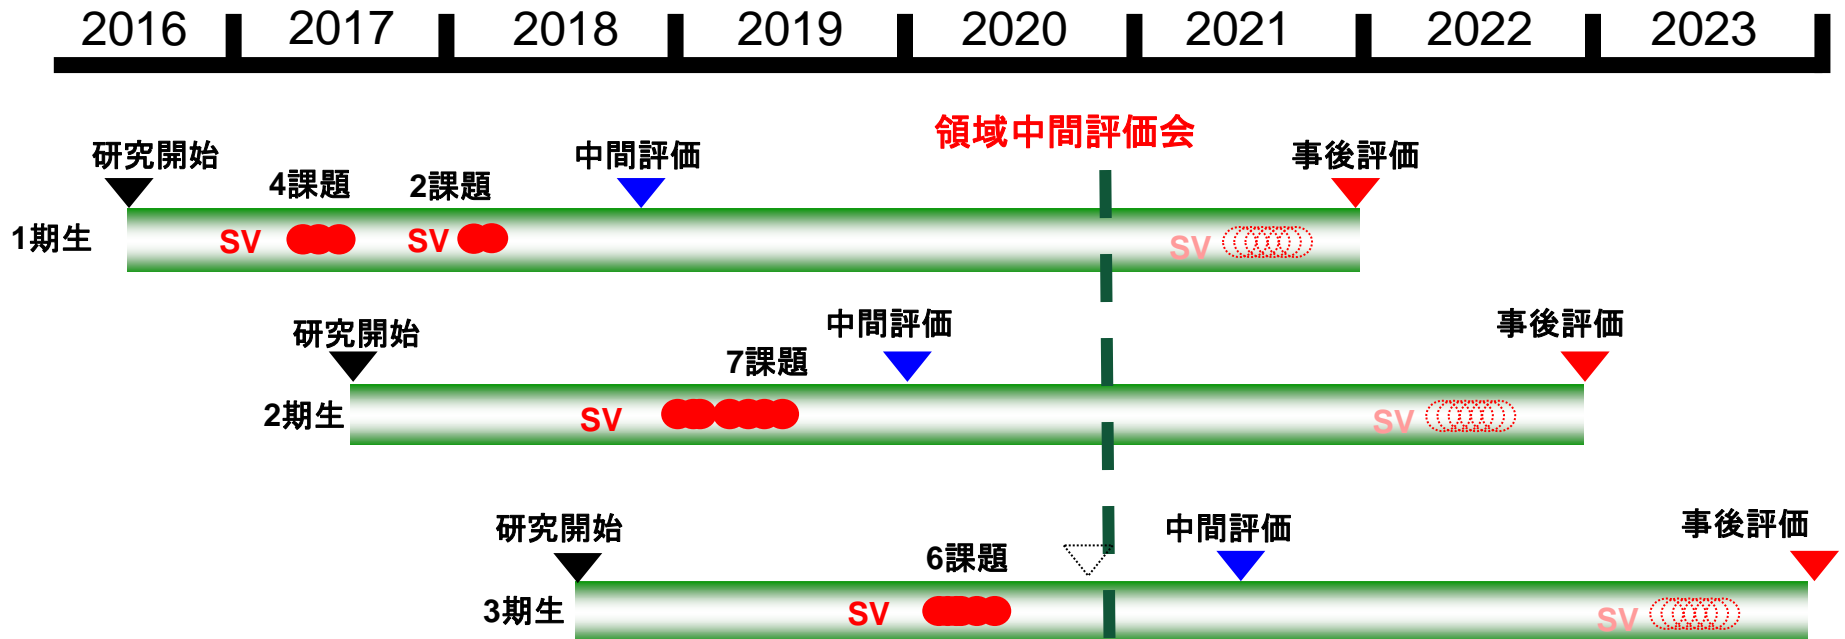 2016 2017 2018 2019 2020 2021 2022 2023
領域中間評価会
研究開始 中間評価 事後評価
4課題 2課題
1期生 SV SV SV
研究開始 中間評価 事後評価
7課題
2期生 SV SV
研究開始 中間評価 事後評価
6課題
3期生 SV SV